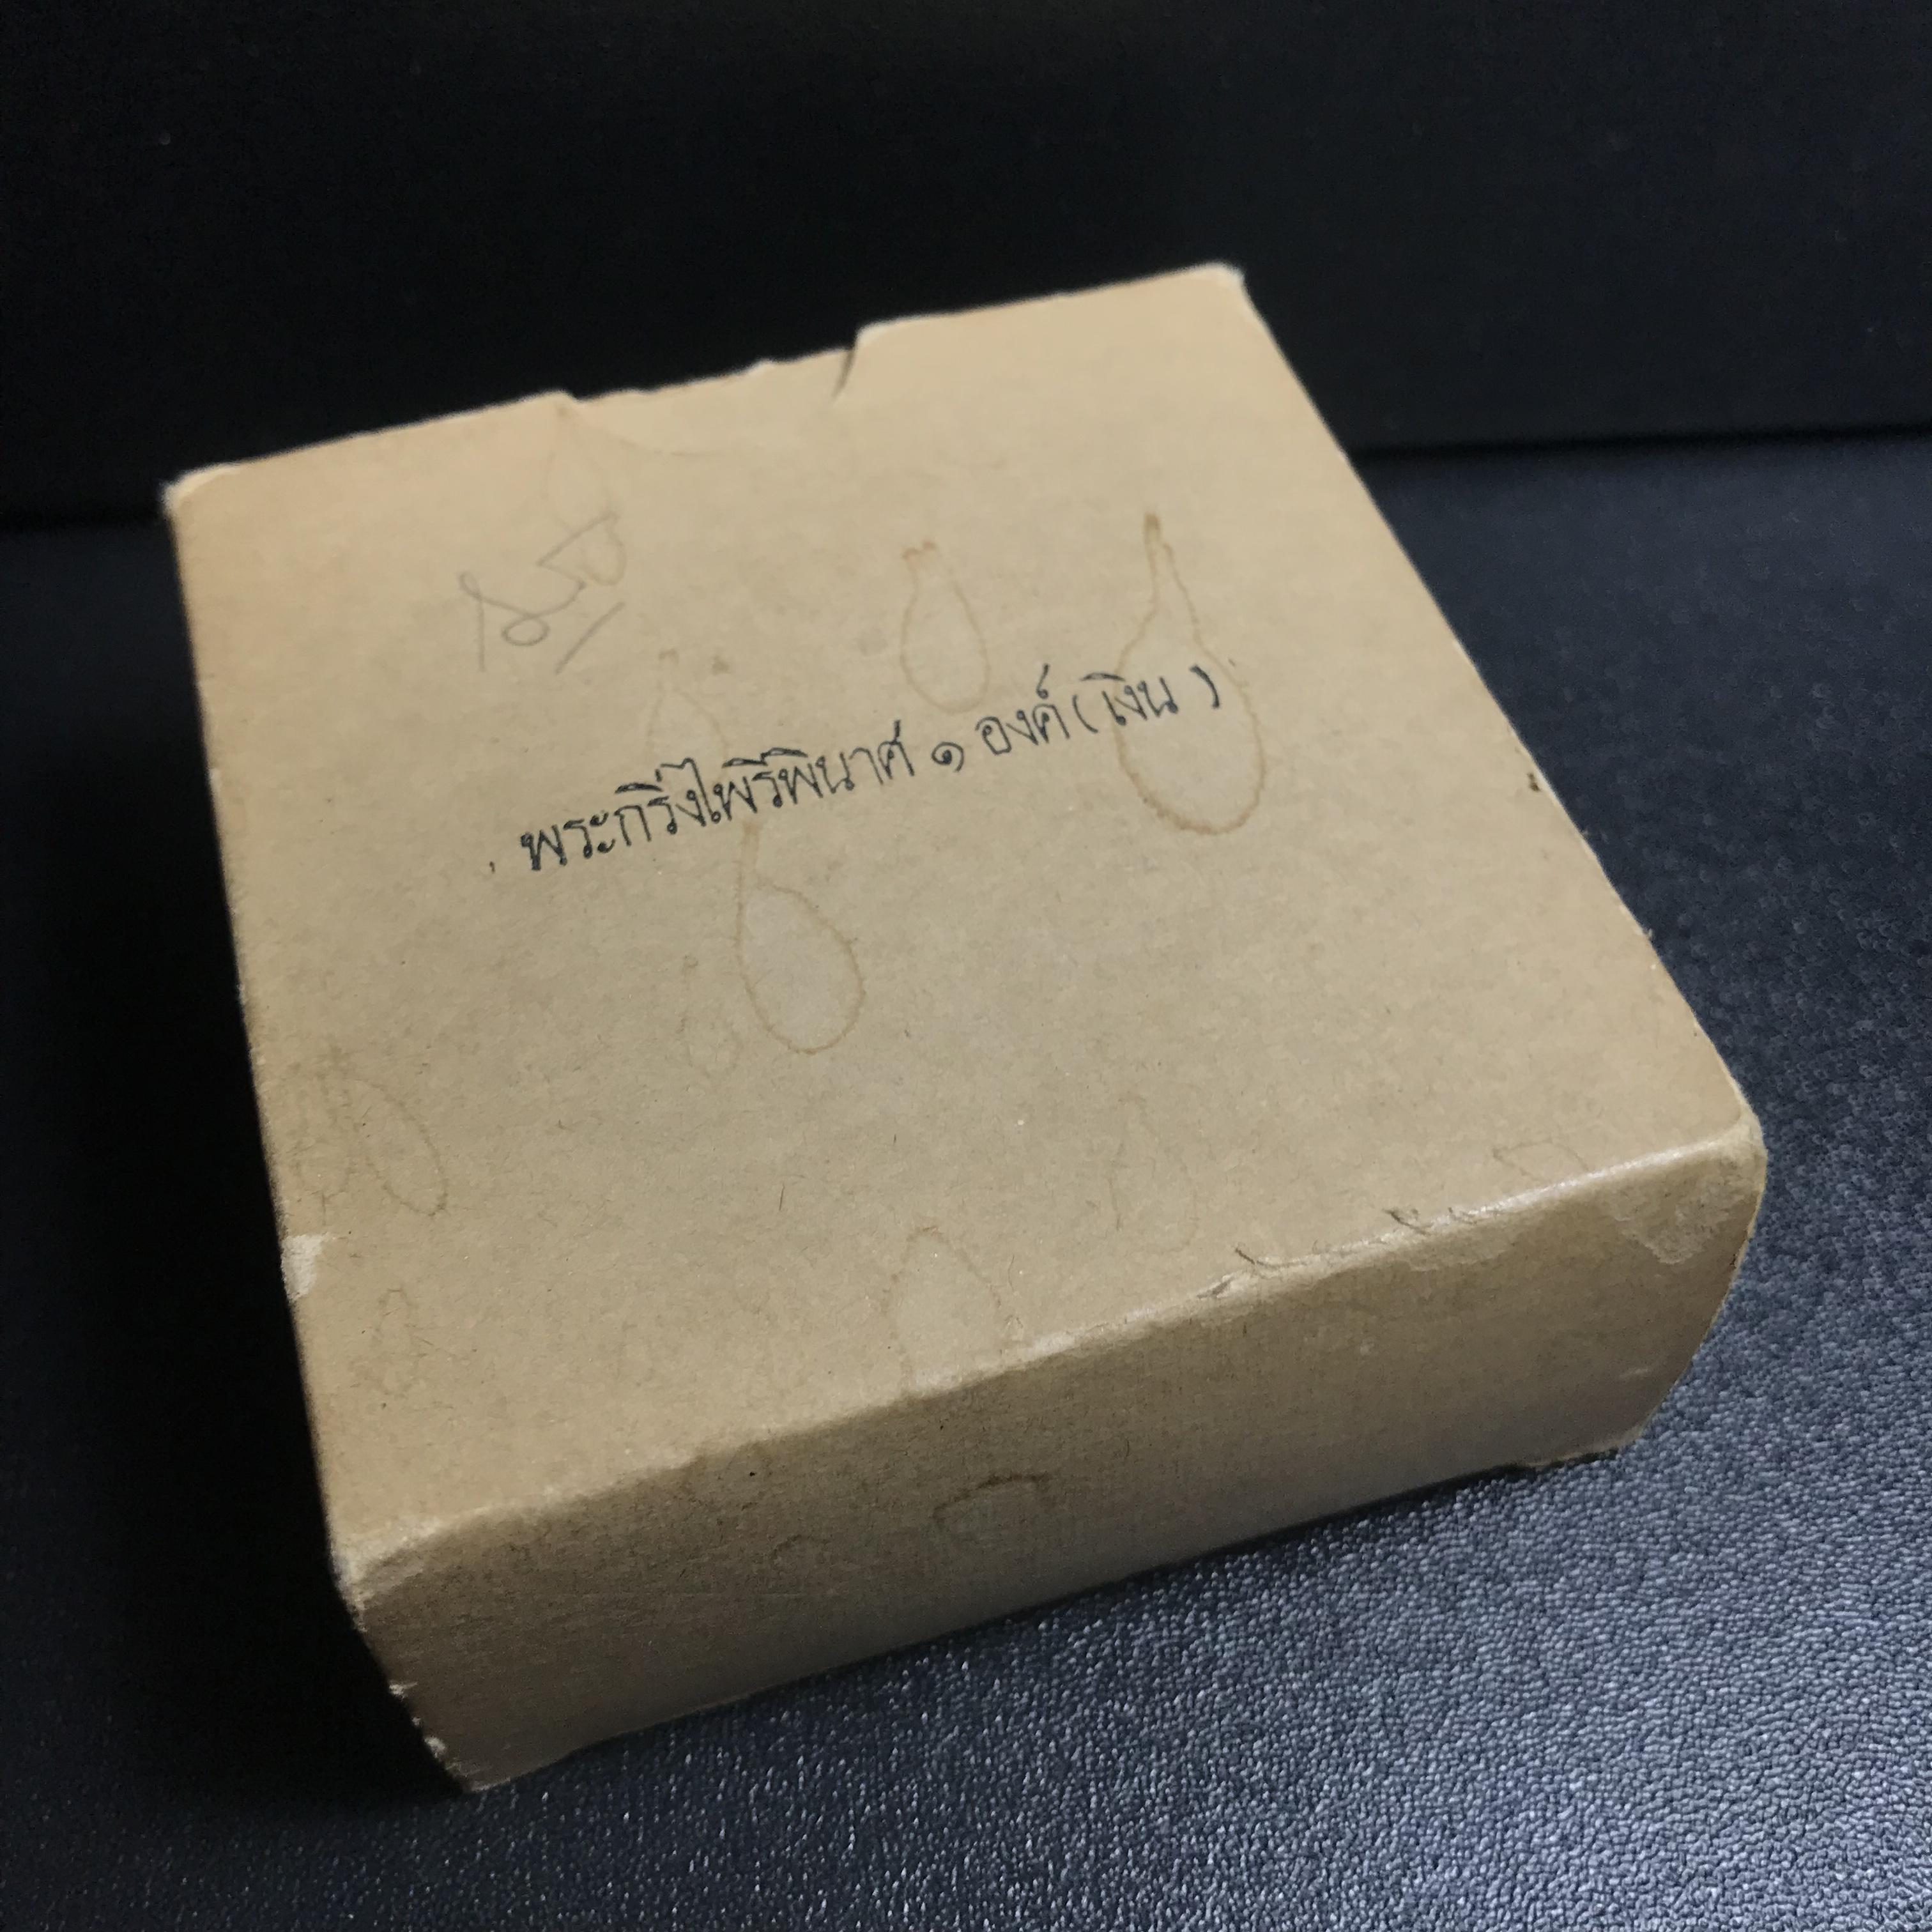 พระกริ่งไพรีพินาศ ๑ องค์ (เงิน)